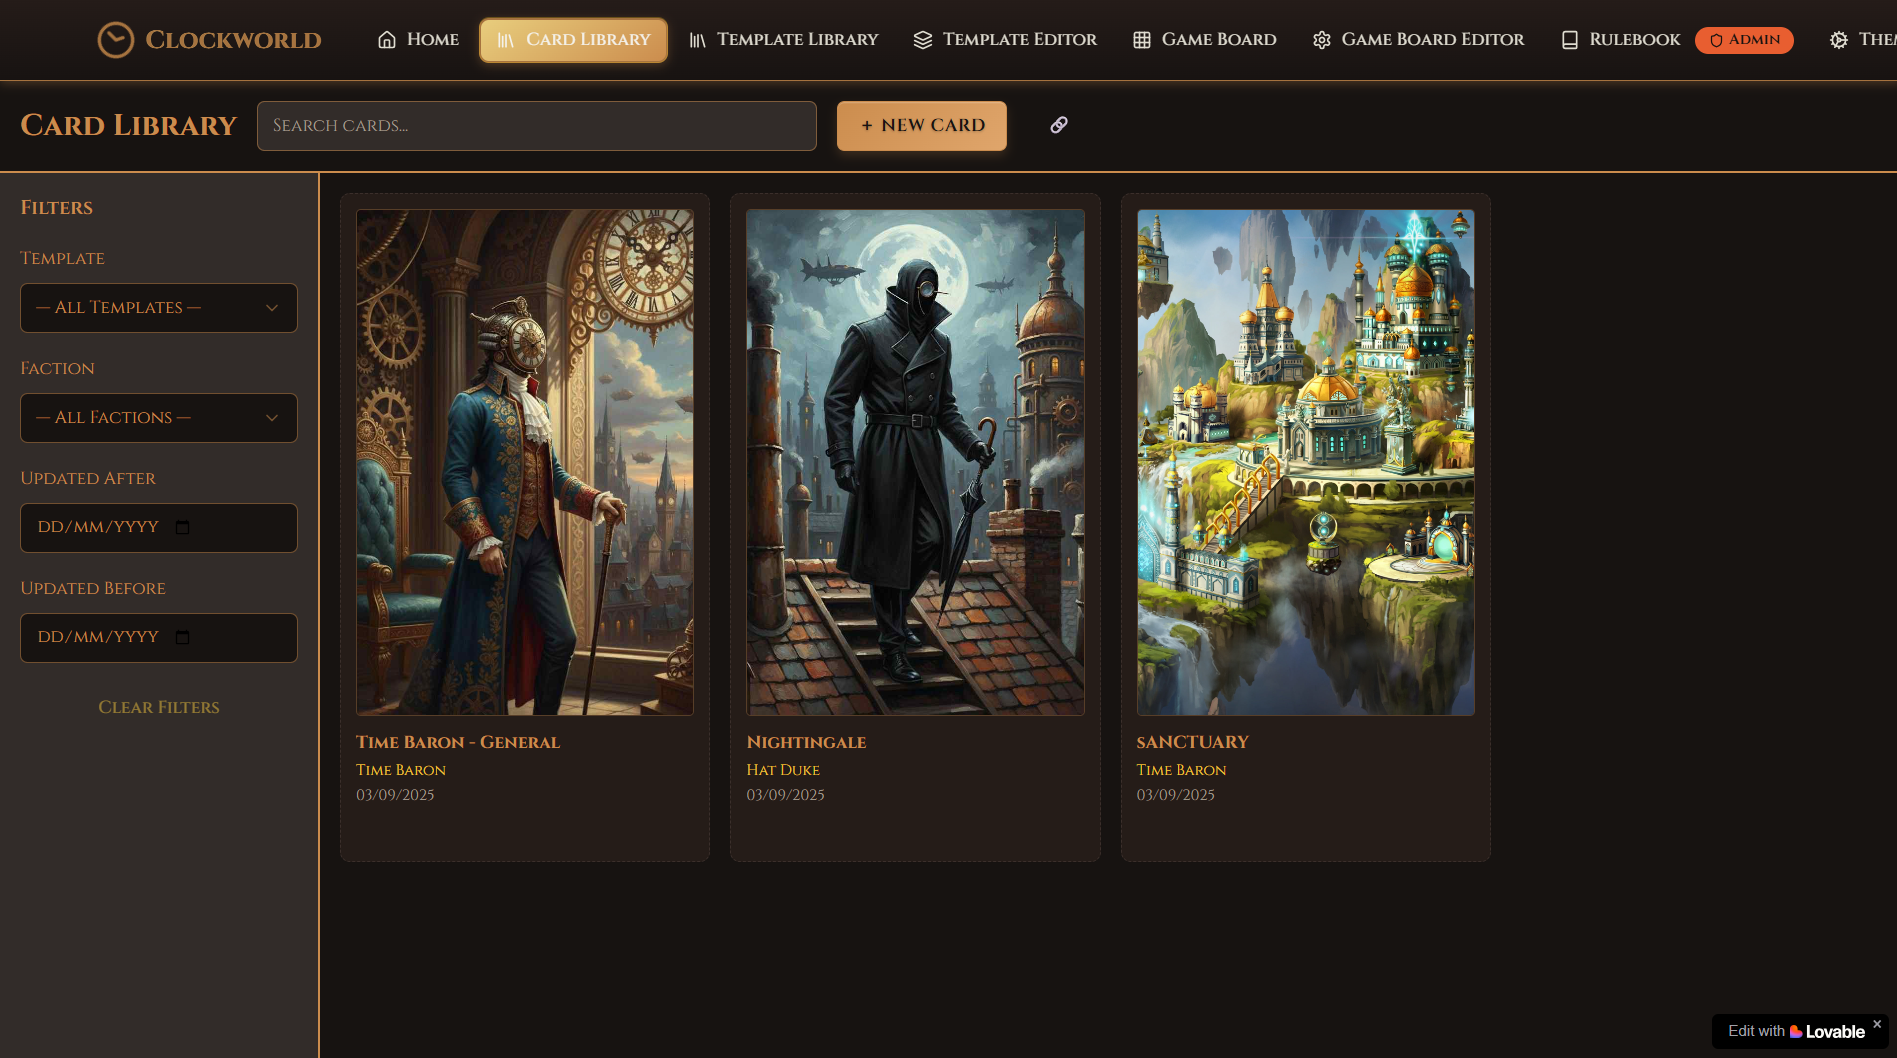 Clockworld
Home
Card Library
Template Library
Template Editor
Game Board
Game Board Editor
Rulebook
Admin
Card Library
Search cards...
+ New Card
Filters
Template
— All Templates —
Faction
— All Factions —
Updated After
dd/mm/yyyy
Updated Before
dd/mm/yyyy
Clear Filters
Time Baron - General
Time Baron
03/09/2025
Nightingale
Hat Duke
03/09/2025
sANCTUARY
Time Baron
03/09/2025
Edit with Lovable